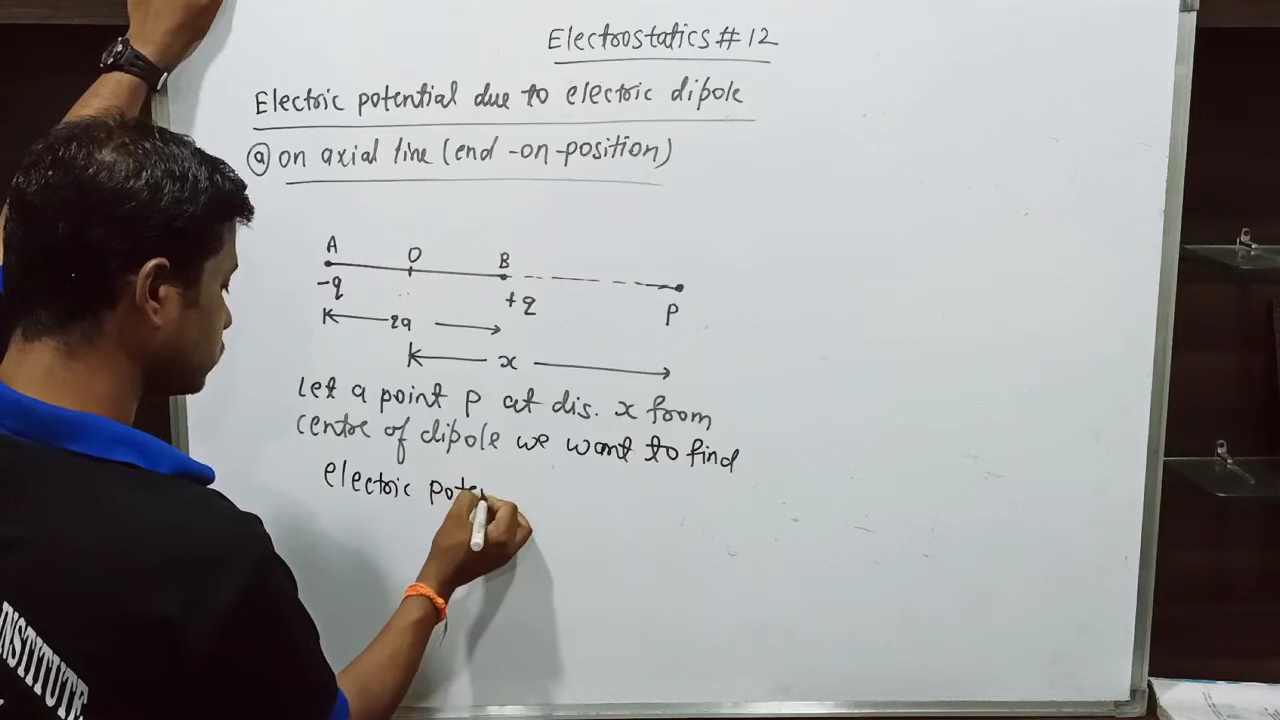 Electrostatics # 12
Electric potential due to electric dipole
(a) on axial line (end-on-position)
A O B
-q +q P
2a
x
Let a point P at dis. x from
centre of dipole we want to find
electric pote
INSTITUTE